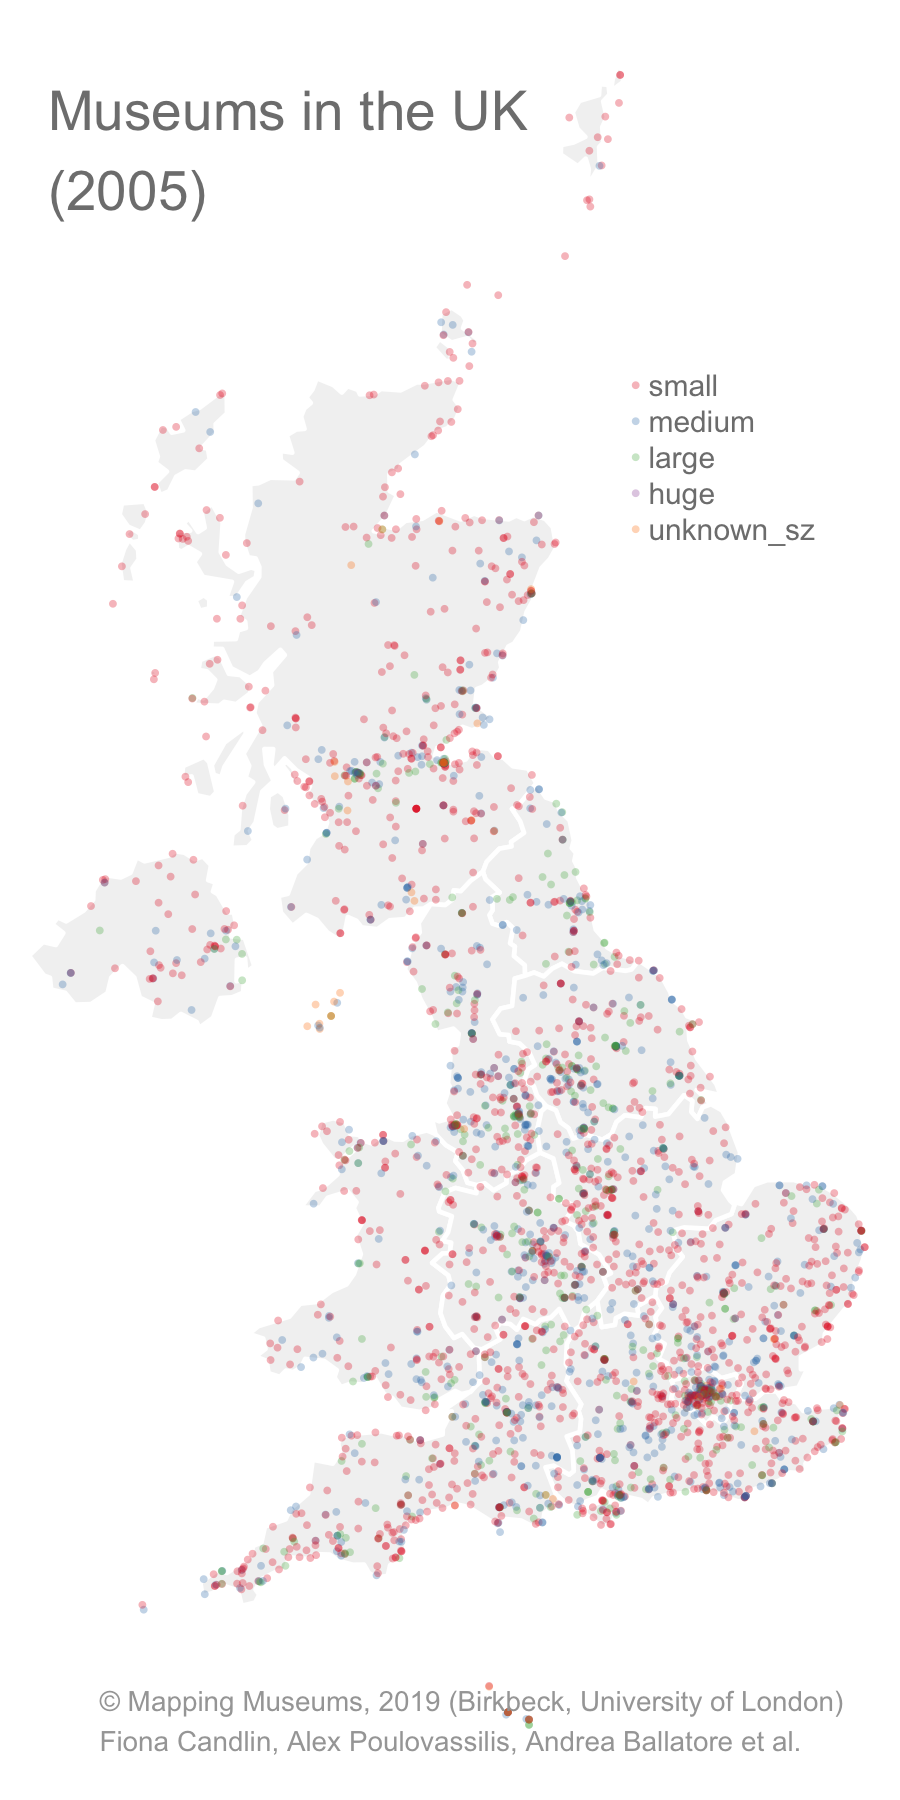 Museums in the UK
(2005)
small
medium
large
huge
unknown_sz
© Mapping Museums, 2019 (Birkbeck, University of London)
Fiona Candlin, Alex Poulovassilis, Andrea Ballatore et al.